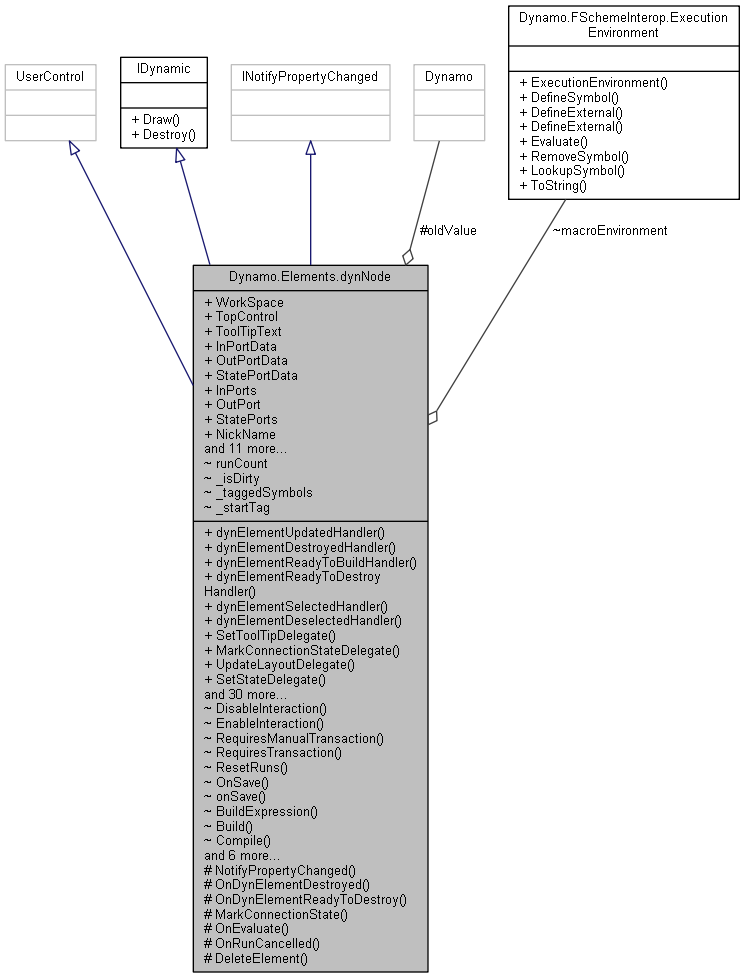 UserControl
IDynamic
+ Draw()
+ Destroy()
INotifyPropertyChanged
Dynamo
Dynamo.FSchemeInterop.Execution
Environment
+ ExecutionEnvironment()
+ DefineSymbol()
+ DefineExternal()
+ DefineExternal()
+ Evaluate()
+ RemoveSymbol()
+ LookupSymbol()
+ ToString()
#oldValue
~macroEnvironment
Dynamo.Elements.dynNode
+ WorkSpace
+ TopControl
+ ToolTipText
+ InPortData
+ OutPortData
+ StatePortData
+ InPorts
+ OutPort
+ StatePorts
+ NickName
and 11 more...
~ runCount
~ _isDirty
~ _taggedSymbols
~ _startTag
+ dynElementUpdatedHandler()
+ dynElementDestroyedHandler()
+ dynElementReadyToBuildHandler()
+ dynElementReadyToDestroy
Handler()
+ dynElementSelectedHandler()
+ dynElementDeselectedHandler()
+ SetToolTipDelegate()
+ MarkConnectionStateDelegate()
+ UpdateLayoutDelegate()
+ SetStateDelegate()
and 30 more...
~ DisableInteraction()
~ EnableInteraction()
~ RequiresManualTransaction()
~ RequiresTransaction()
~ ResetRuns()
~ OnSave()
~ onSave()
~ BuildExpression()
~ Build()
~ Compile()
and 6 more...
# NotifyPropertyChanged()
# OnDynElementDestroyed()
# OnDynElementReadyToDestroy()
# MarkConnectionState()
# OnEvaluate()
# OnRunCancelled()
# DeleteElement()